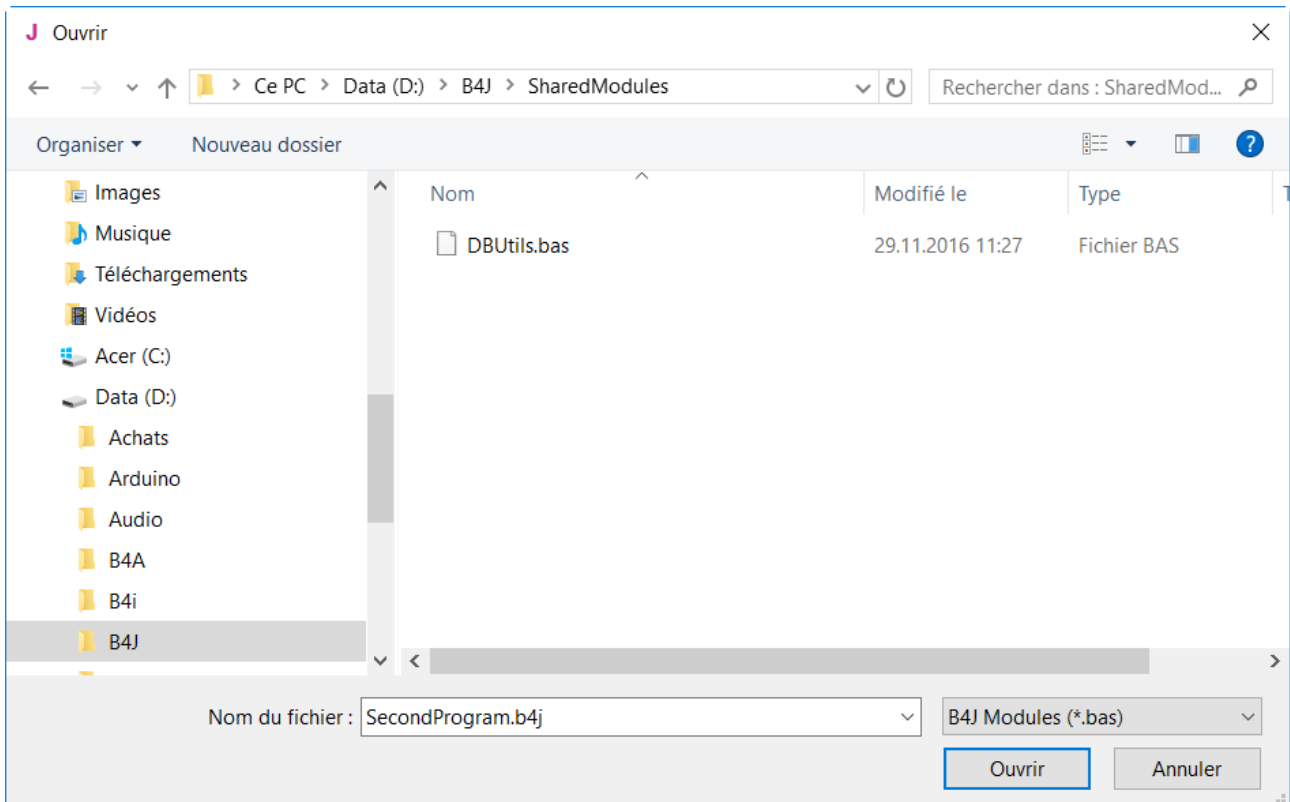 J Ouvrir
Ce PC > Data (D:) > B4J > SharedModules
Rechercher dans : SharedMod...
Organiser
Nouveau dossier
?
Nom
Modifié le
Type
Images
Musique
Téléchargements
Vidéos
Acer (C:)
Data (D:)
Achats
Arduino
Audio
B4A
B4i
B4J
DBUtils.bas
29.11.2016 11:27
Fichier BAS
Nom du fichier :
SecondProgram.b4j
B4J Modules (*.bas)
Ouvrir
Annuler